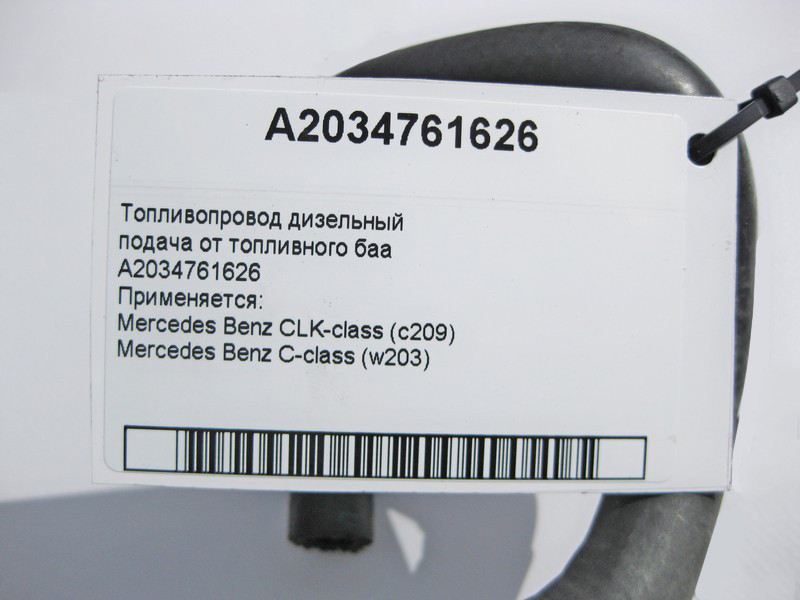 A2034761626
Топливопровод дизельный
подача от топливного баа
A2034761626
Применяется:
Mercedes Benz CLK-class (c209)
Mercedes Benz C-class (w203)